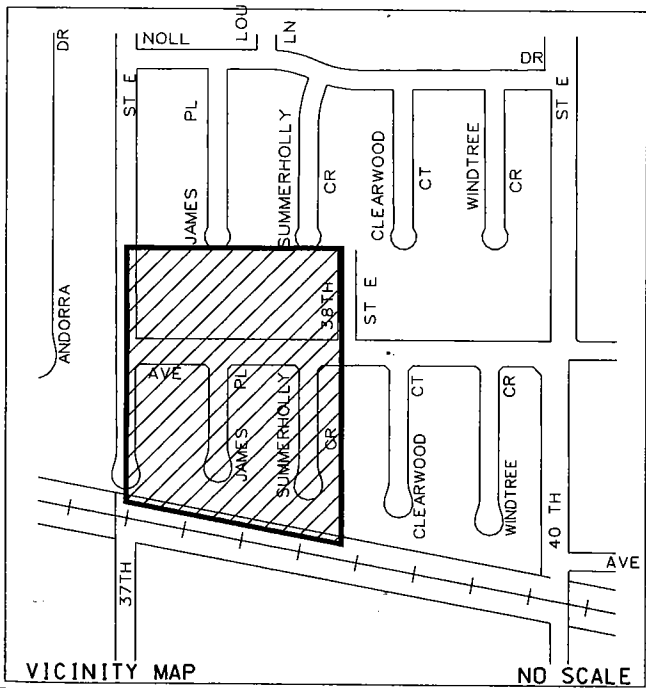 NOLL
LOU
LN
DR
DR
ST E
PL
JAMES
SUMMERHOLLY
CR
CLEARWOOD
CT
WINDTREE
CR
ST E
ANDORRA
38TH
ST E
AVE
JAMES
PL
SUMMERHOLLY
CR
CLEARWOOD
CT
WINDTREE
CR
40 TH
AVE
37TH
VICINITY MAP
NO SCALE